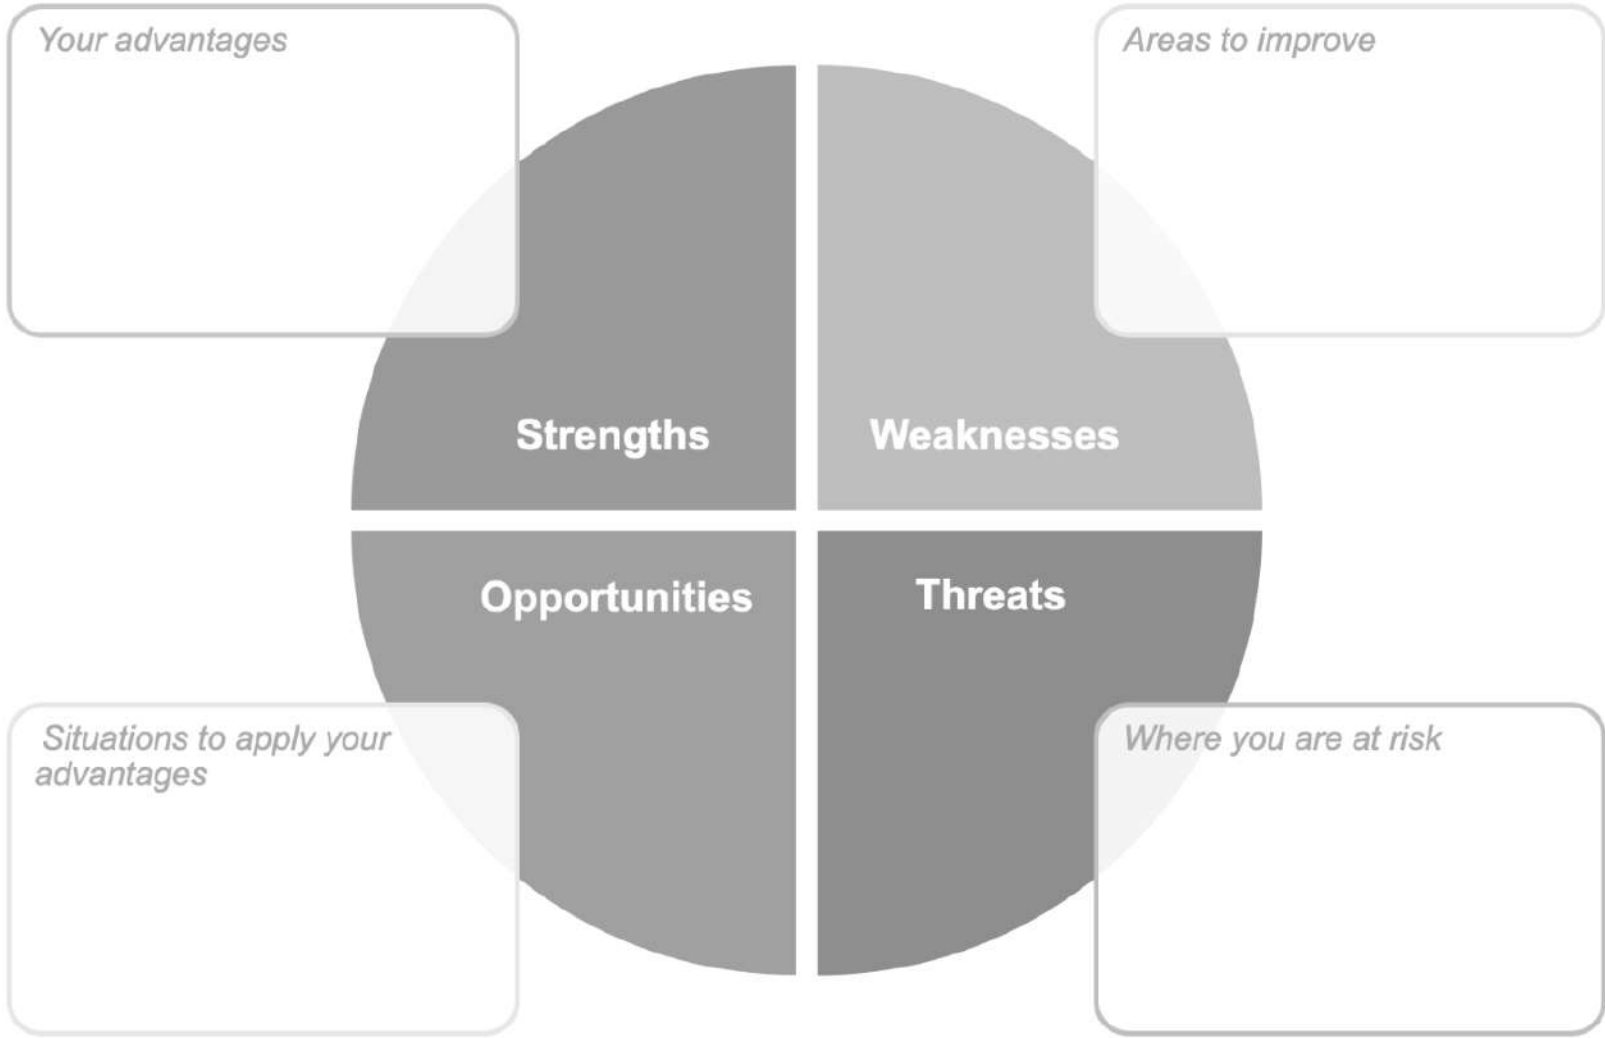 Your advantages
Areas to improve
Strengths
Weaknesses
Opportunities
Threats
Situations to apply your
advantages
Where you are at risk